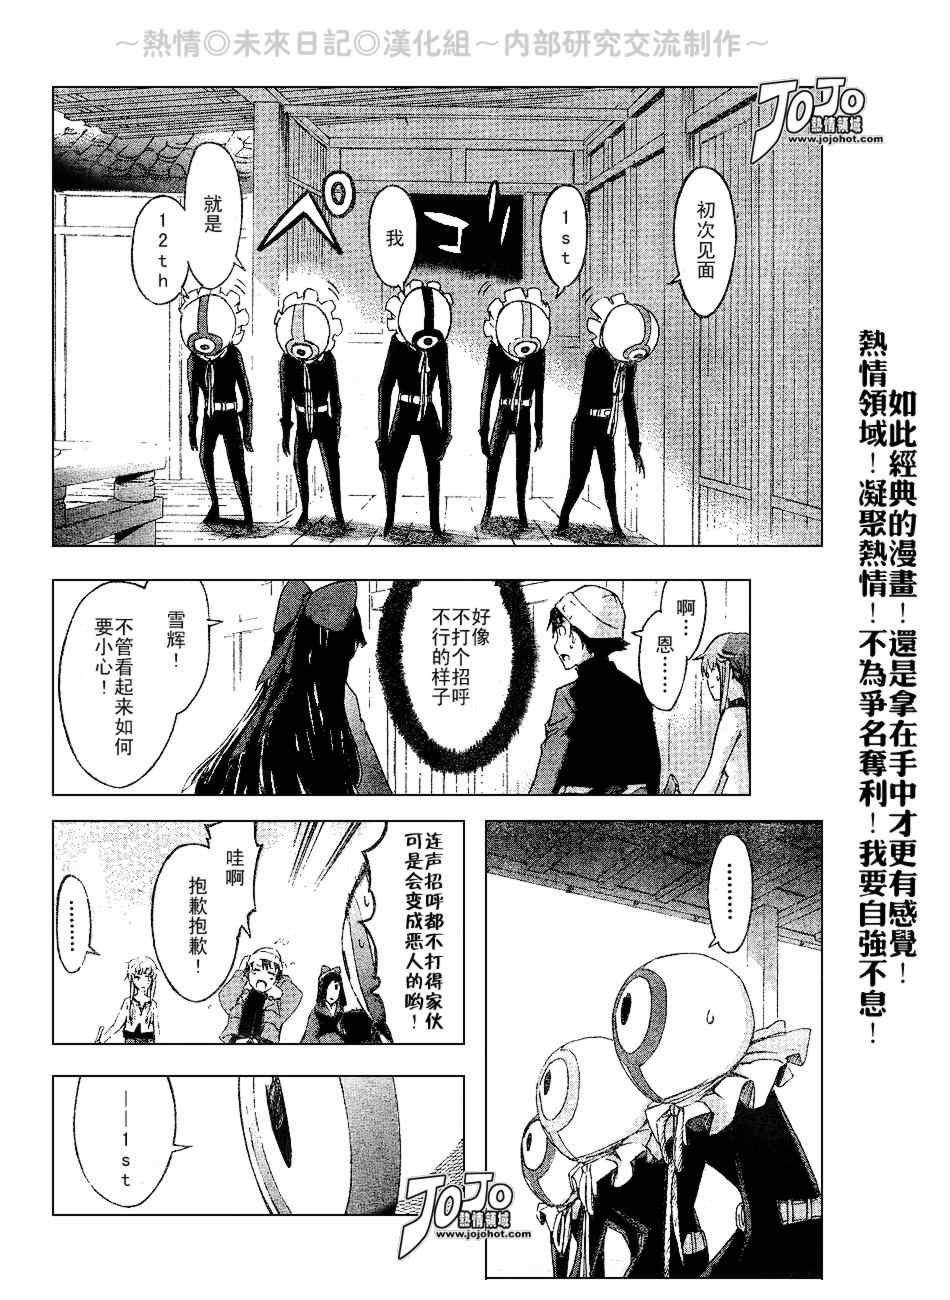 ～熱情◎未來日記◎漢化組～内部研究交流制作～
JOJO
熱情領域
www.jojohot.com
初次见面
1st
我
ペコ゛
就是
12th
啊…
恩……
好像
不打个招呼
不行的样子
雪辉！
不管看起来如何
要小心！
……
连声招呼都不打得家伙
可是会变成恶人的哟！
哇啊
抱歉抱歉！
……
——1st
JOJO
熱情領域
www.jojohot.com
如此經典的漫畫！還是拿在手中才更有感覺！
熱情領域！凝聚熱情！不為爭名奪利！我要自強不息！